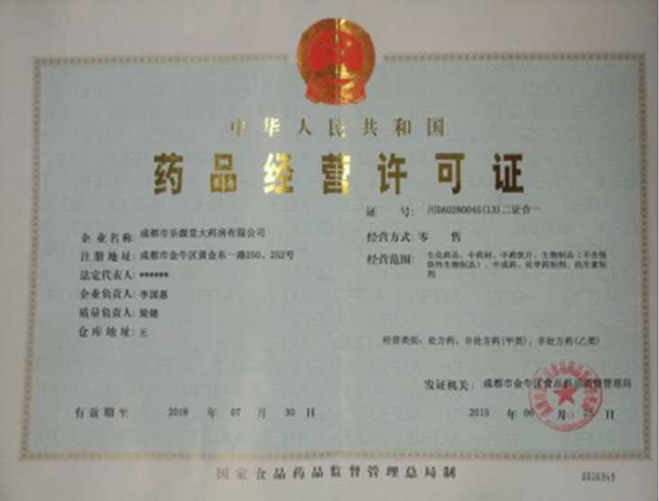 中华人民共和国
药品经营许可证
证 号: 川DA0280045(13)二证合一
企业名称: 成都市乐源堂大药房有限公司
经营方式: 零 售
注册地址: 成都市金牛区黄金东一路250、252号
经营范围: 生化药品、中药材、中药饮片、生物制品(不含预
防性生物制品)、中成药、化学药制剂、抗生素制
剂
法定代表人: ******
企业负责人: 李国惠
质量负责人: 健
仓库地址: 无
经营类别: 处方药、非处方药(甲类)、非处方药(乙类)
发证机关: 成都市金牛区食品药品监督管理局
有效期至 2018 年 07 月 30 日
2015 年 06 月 日
国家食品药品监督管理总局制